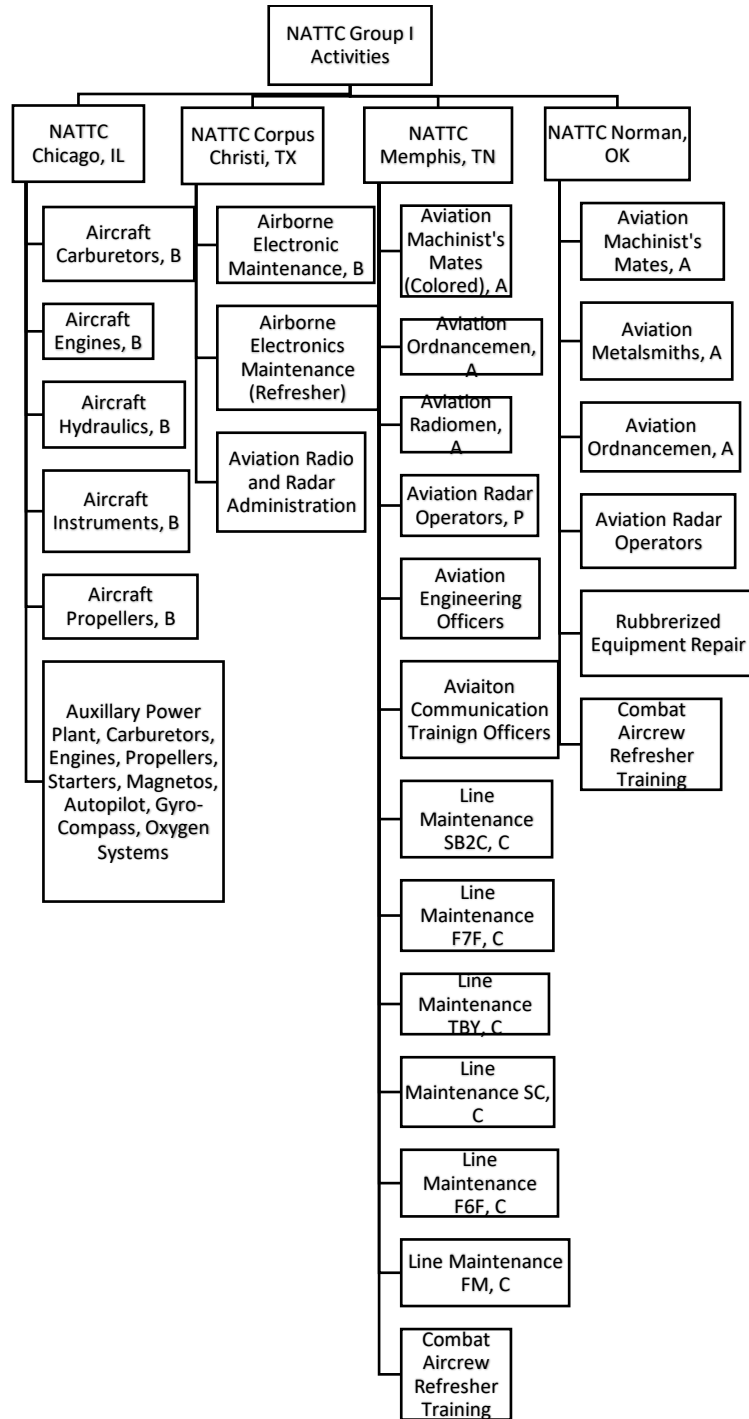 NATTC Group I
Activities
NATTC
Chicago, IL
Aircraft
Carburetors, B
Aircraft
Engines, B
Aircraft
Hydraulics, B
Aircraft
Instruments, B
Aircraft
Propellers, B
Auxillary Power
Plant, Carburetors,
Engines, Propellers,
Starters, Magnetos,
Autopilot, Gyro-
Compass, Oxygen
Systems
NATTC Corpus
Christi, TX
Airborne
Electronic
Maintenance, B
Airborne
Electronics
Maintenance
(Refresher)
Aviation Radio
and Radar
Administration
NATTC
Memphis, TN
Aviation
Machinist's
Mates
(Colored), A
Aviation
Ordnancemen,
A
Aviation
Radiomen,
A
Aviation Radar
Operators, P
Aviation
Engineering
Officers
Aviaiton
Communication
Trainign Officers
Line
Maintenance
SB2C, C
Line
Maintenance
F7F, C
Line
Maintenance
TBY, C
Line
Maintenance SC,
C
Line
Maintenance
F6F, C
Line Maintenance
FM, C
Combat
Aircrew
Refresher
Training
NATTC Norman,
OK
Aviation
Machinist's
Mates, A
Aviation
Metalsmiths, A
Aviation
Ordnancemen, A
Aviation Radar
Operators
Rubbrerized
Equipment Repair
Combat
Aircrew
Refresher
Training